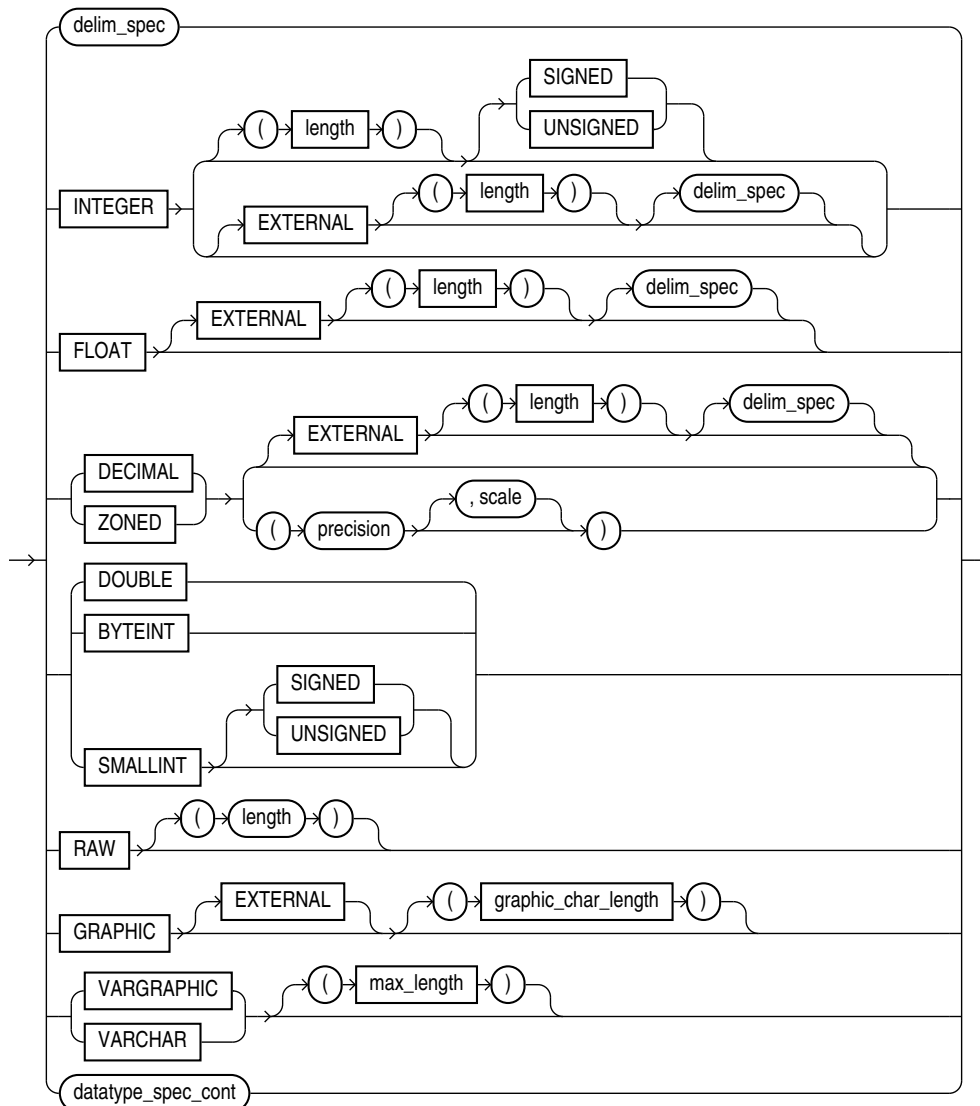 delim_spec
SIGNED
( length )
UNSIGNED
INTEGER
( length )
delim_spec
EXTERNAL
( length )
delim_spec
EXTERNAL
FLOAT
( length )
delim_spec
EXTERNAL
DECIMAL
ZONED
, scale
( precision )
DOUBLE
BYTEINT
SIGNED
UNSIGNED
SMALLINT
( length )
RAW
EXTERNAL
( graphic_char_length )
GRAPHIC
VARGRAPHIC
( max_length )
VARCHAR
datatype_spec_cont